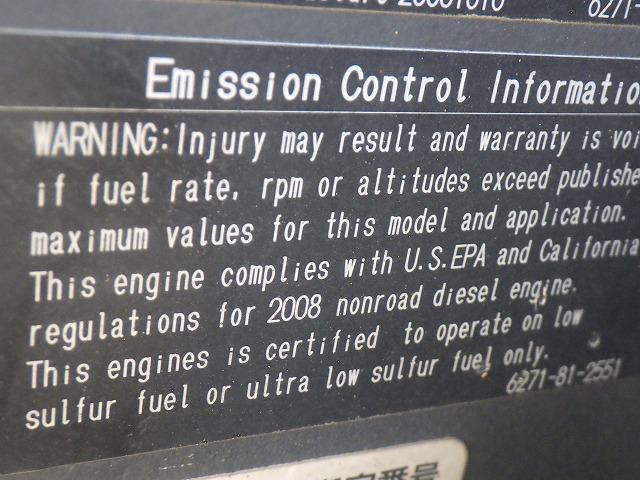 6271-
Emission Control Informatio
WARNING:Injury may result and warranty is voi
if fuel rate, rpm or altitudes exceed publishe
maximum values for this model and application.
This engine complies with U.S.EPA and California
regulations for 2008 nonroad diesel engine.
This engines is certified to operate on low
sulfur fuel or ultra low sulfur fuel only.
6271-81-2551
番号